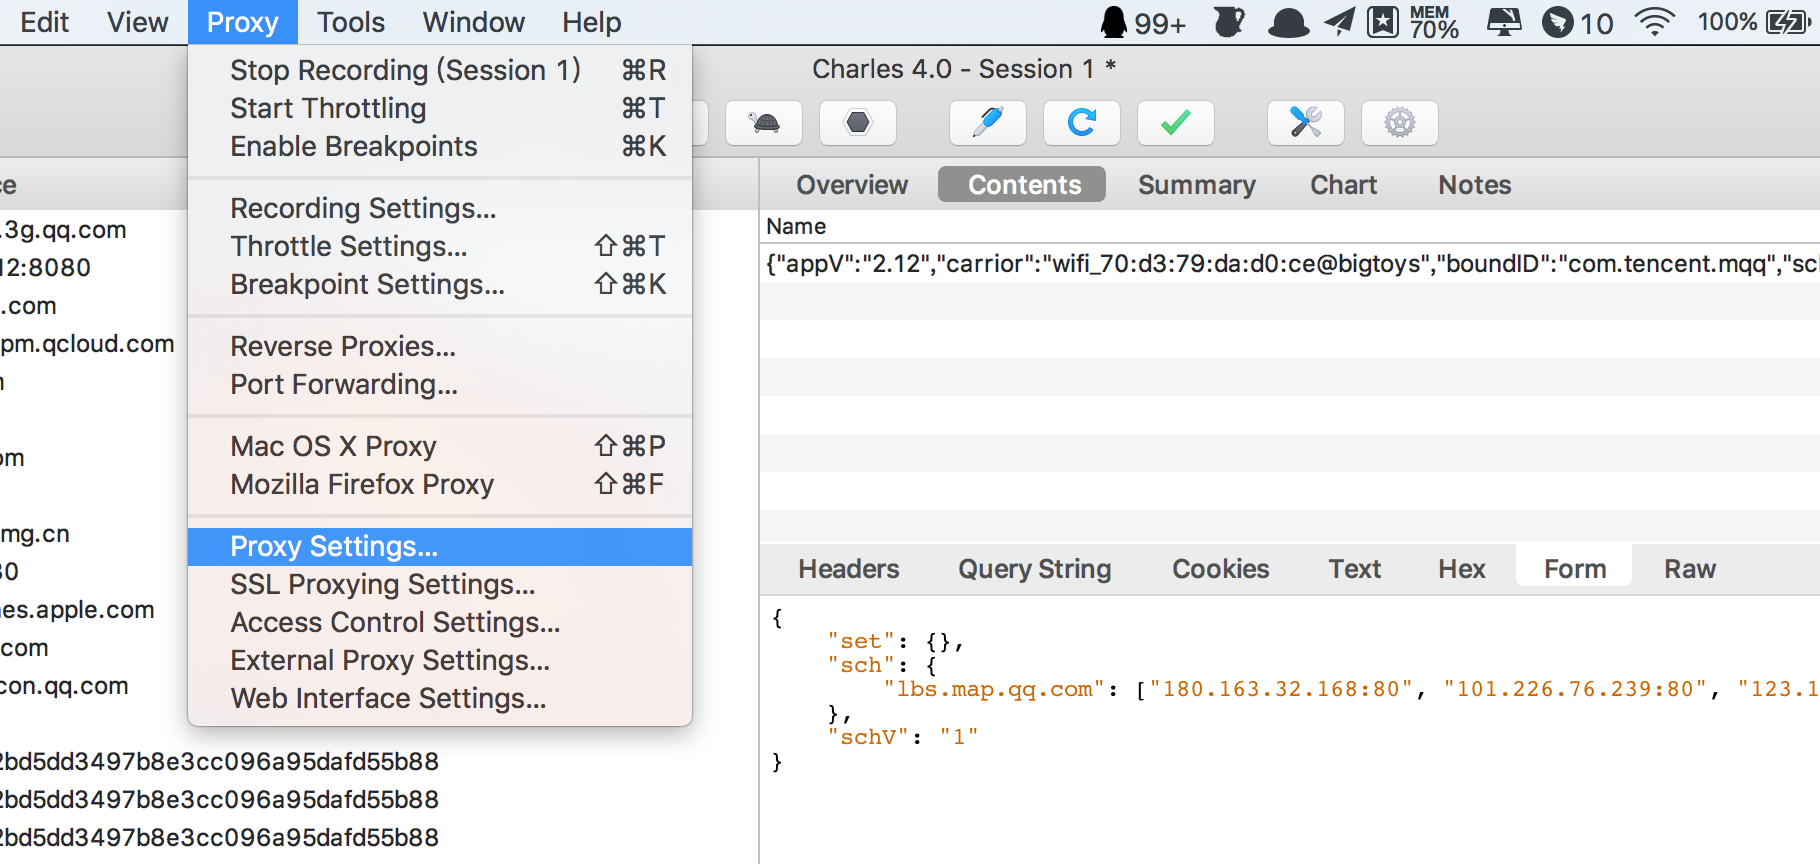 Edit View Proxy Tools Window Help 99+ MEM 70% 10 100%
Charles 4.0 - Session 1 *
Stop Recording (Session 1) ⌘R
Start Throttling ⌘T
Enable Breakpoints ⌘K
Recording Settings...
Throttle Settings... ⇧⌘T
Breakpoint Settings... ⇧⌘K
Reverse Proxies...
Port Forwarding...
Mac OS X Proxy ⇧⌘P
Mozilla Firefox Proxy ⇧⌘F
Proxy Settings...
SSL Proxying Settings...
Access Control Settings...
External Proxy Settings...
Web Interface Settings...
ce
.3g.qq.com
12:8080
.com
pm.qcloud.com
om
mg.cn
80
nes.apple.com
com
con.qq.com
2bd5dd3497b8e3cc096a95dafd55b88
2bd5dd3497b8e3cc096a95dafd55b88
2bd5dd3497b8e3cc096a95dafd55b88
Overview Contents Summary Chart Notes
Name
{"appV":"2.12","carrior":"wifi_70:d3:79:da:d0:ce@bigtoys","boundID":"com.tencent.mqq","sc
Headers Query String Cookies Text Hex Form Raw
{
"set": {},
"sch": {
"lbs.map.qq.com": ["180.163.32.168:80", "101.226.76.239:80", "123.1
},
"schV": "1"
}